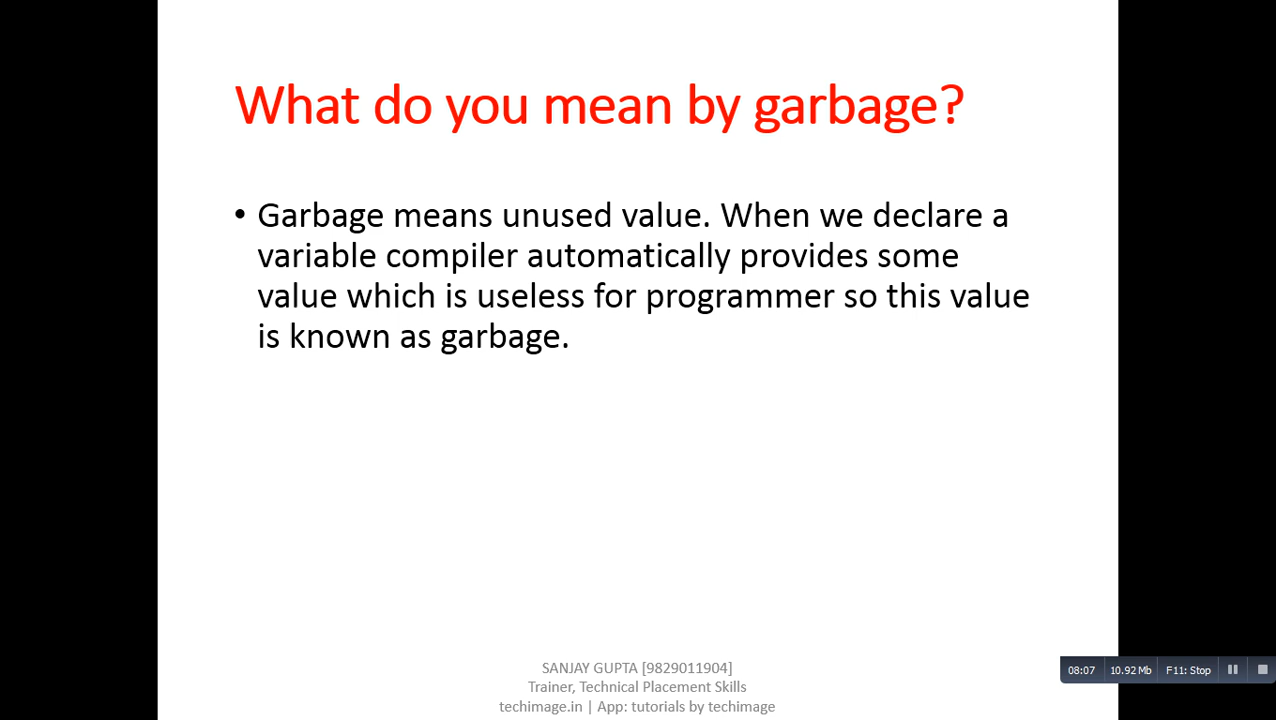 What do you mean by garbage?
• Garbage means unused value. When we declare a
variable compiler automatically provides some
value which is useless for programmer so this value
is known as garbage.
SANJAY GUPTA [9829011904]
Trainer, Technical Placement Skills
techimage.in | App: tutorials by techimage
08:07 10.92 Mb F11: Stop